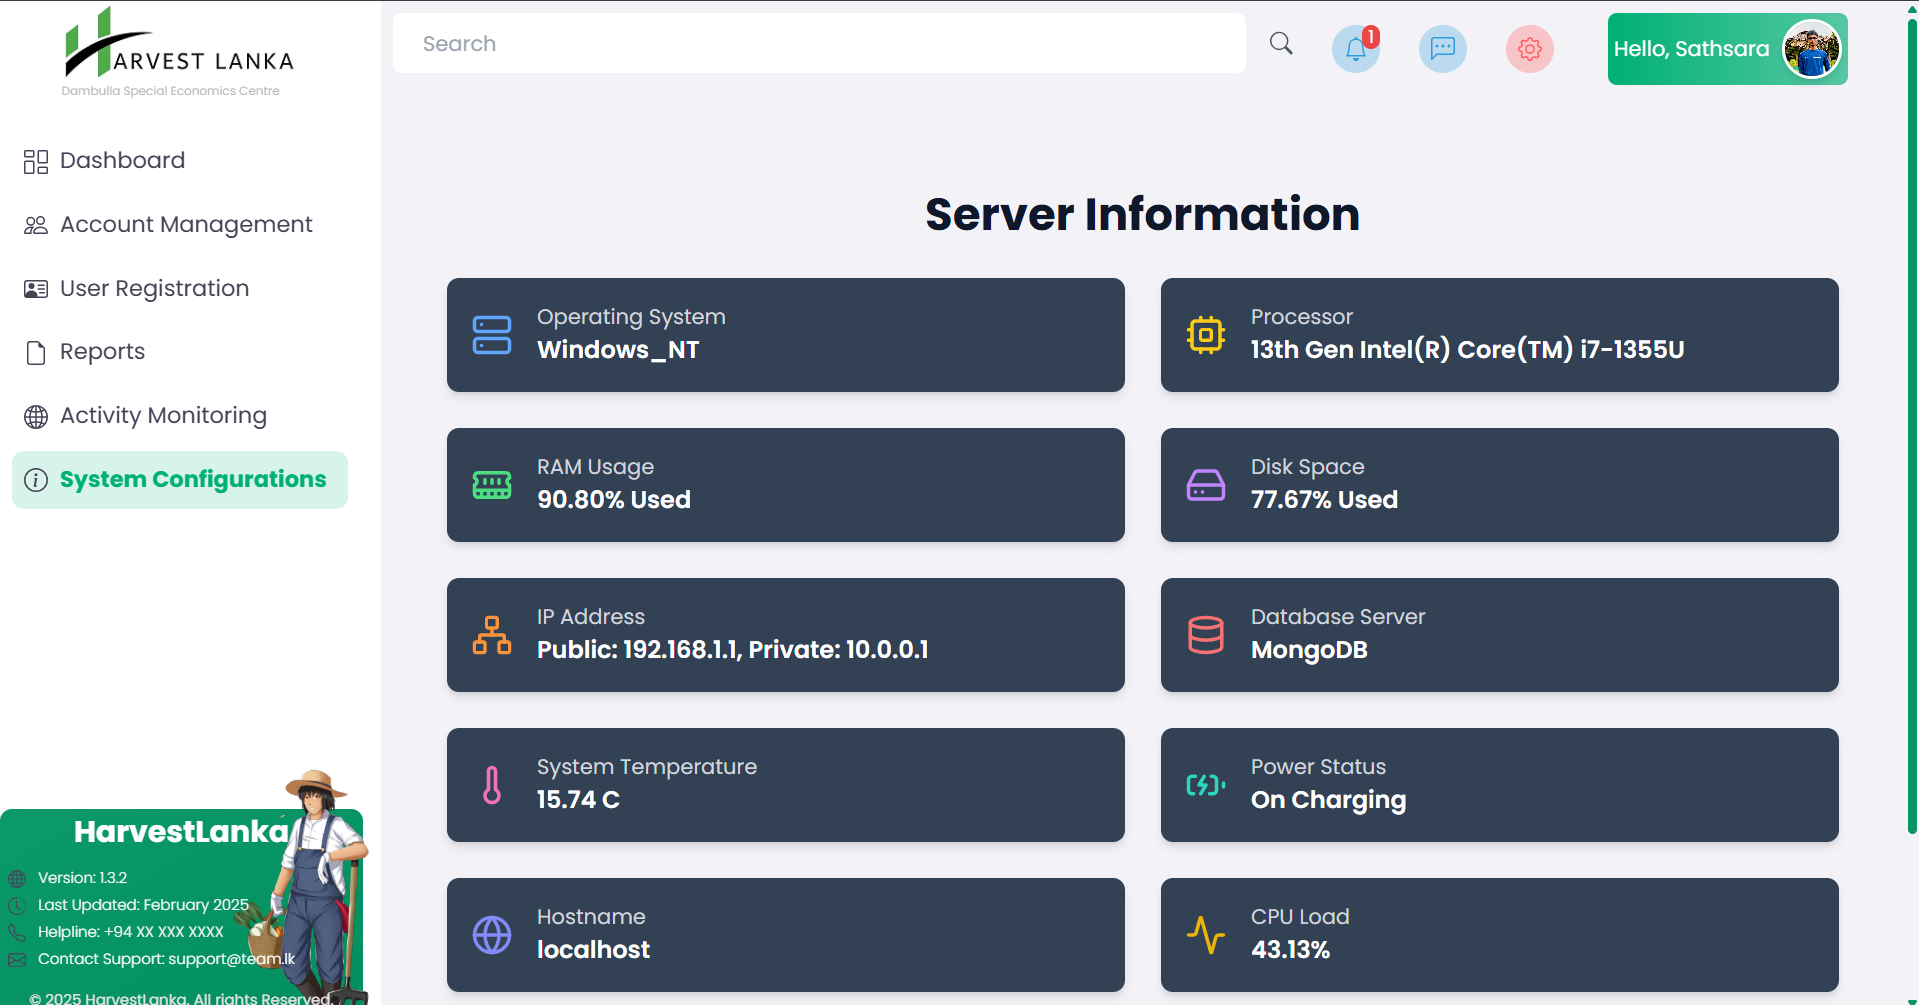 HARVEST LANKA
Dambulla Special Economics Centre
Dashboard
Account Management
User Registration
Reports
Activity Monitoring
System Configurations
HarvestLanka
Version: 1.3.2
Last Updated: February 2025
Helpline: +94 XX XXX XXXX
Contact Support: support@team.lk
© 2025 HarvestLanka. All rights Reserved.
Search
1
Hello, Sathsara
Server Information
Operating System
Windows_NT
Processor
13th Gen Intel(R) Core(TM) i7-1355U
RAM Usage
90.80% Used
Disk Space
77.67% Used
IP Address
Public: 192.168.1.1, Private: 10.0.0.1
Database Server
MongoDB
System Temperature
15.74 C
Power Status
On Charging
Hostname
localhost
CPU Load
43.13%